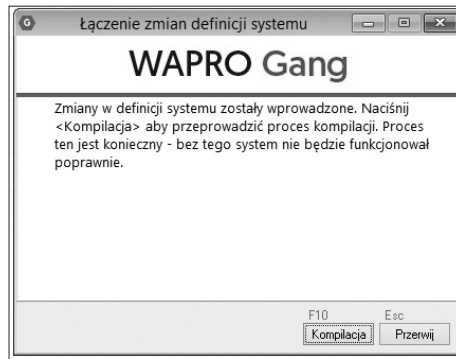 G
Łączenie zmian definicji systemu
WAPRO Gang
Zmiany w definicji systemu zostały wprowadzone. Naciśnij
<Kompilacja> aby przeprowadzić proces kompilacji. Proces
ten jest konieczny - bez tego system nie będzie funkcjonował
poprawnie.
F10 Esc
Kompilacja Przerwij